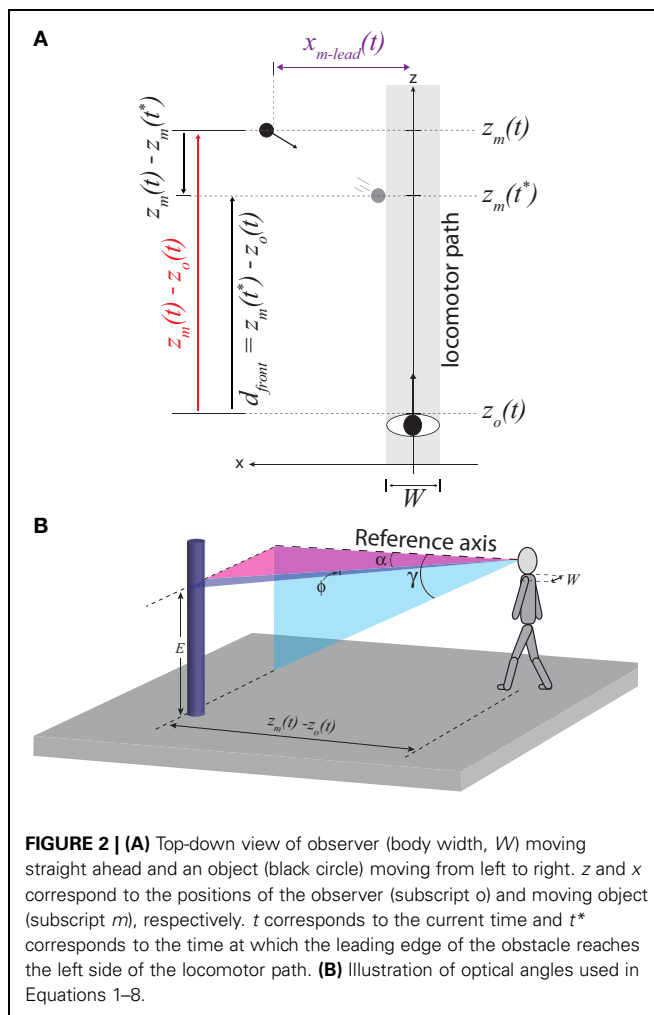 A
x_{m-lead}(t)
z
z_m(t)
z_m(t^*)
z_m(t) - z_m(t^*)
z_m(t) - z_o(t)
d_{front} = z_m(t^*) - z_o(t)
locomotor path
z_o(t)
x
W
B
Reference axis
α
ϕ
γ
W
E
z_m(t) -z_o(t)
FIGURE 2 | (A) Top-down view of observer (body width, W) moving
straight ahead and an object (black circle) moving from left to right. z and x
correspond to the positions of the observer (subscript o) and moving object
(subscript m), respectively. t corresponds to the current time and t*
corresponds to the time at which the leading edge of the obstacle reaches
the left side of the locomotor path. (B) Illustration of optical angles used in
Equations 1–8.